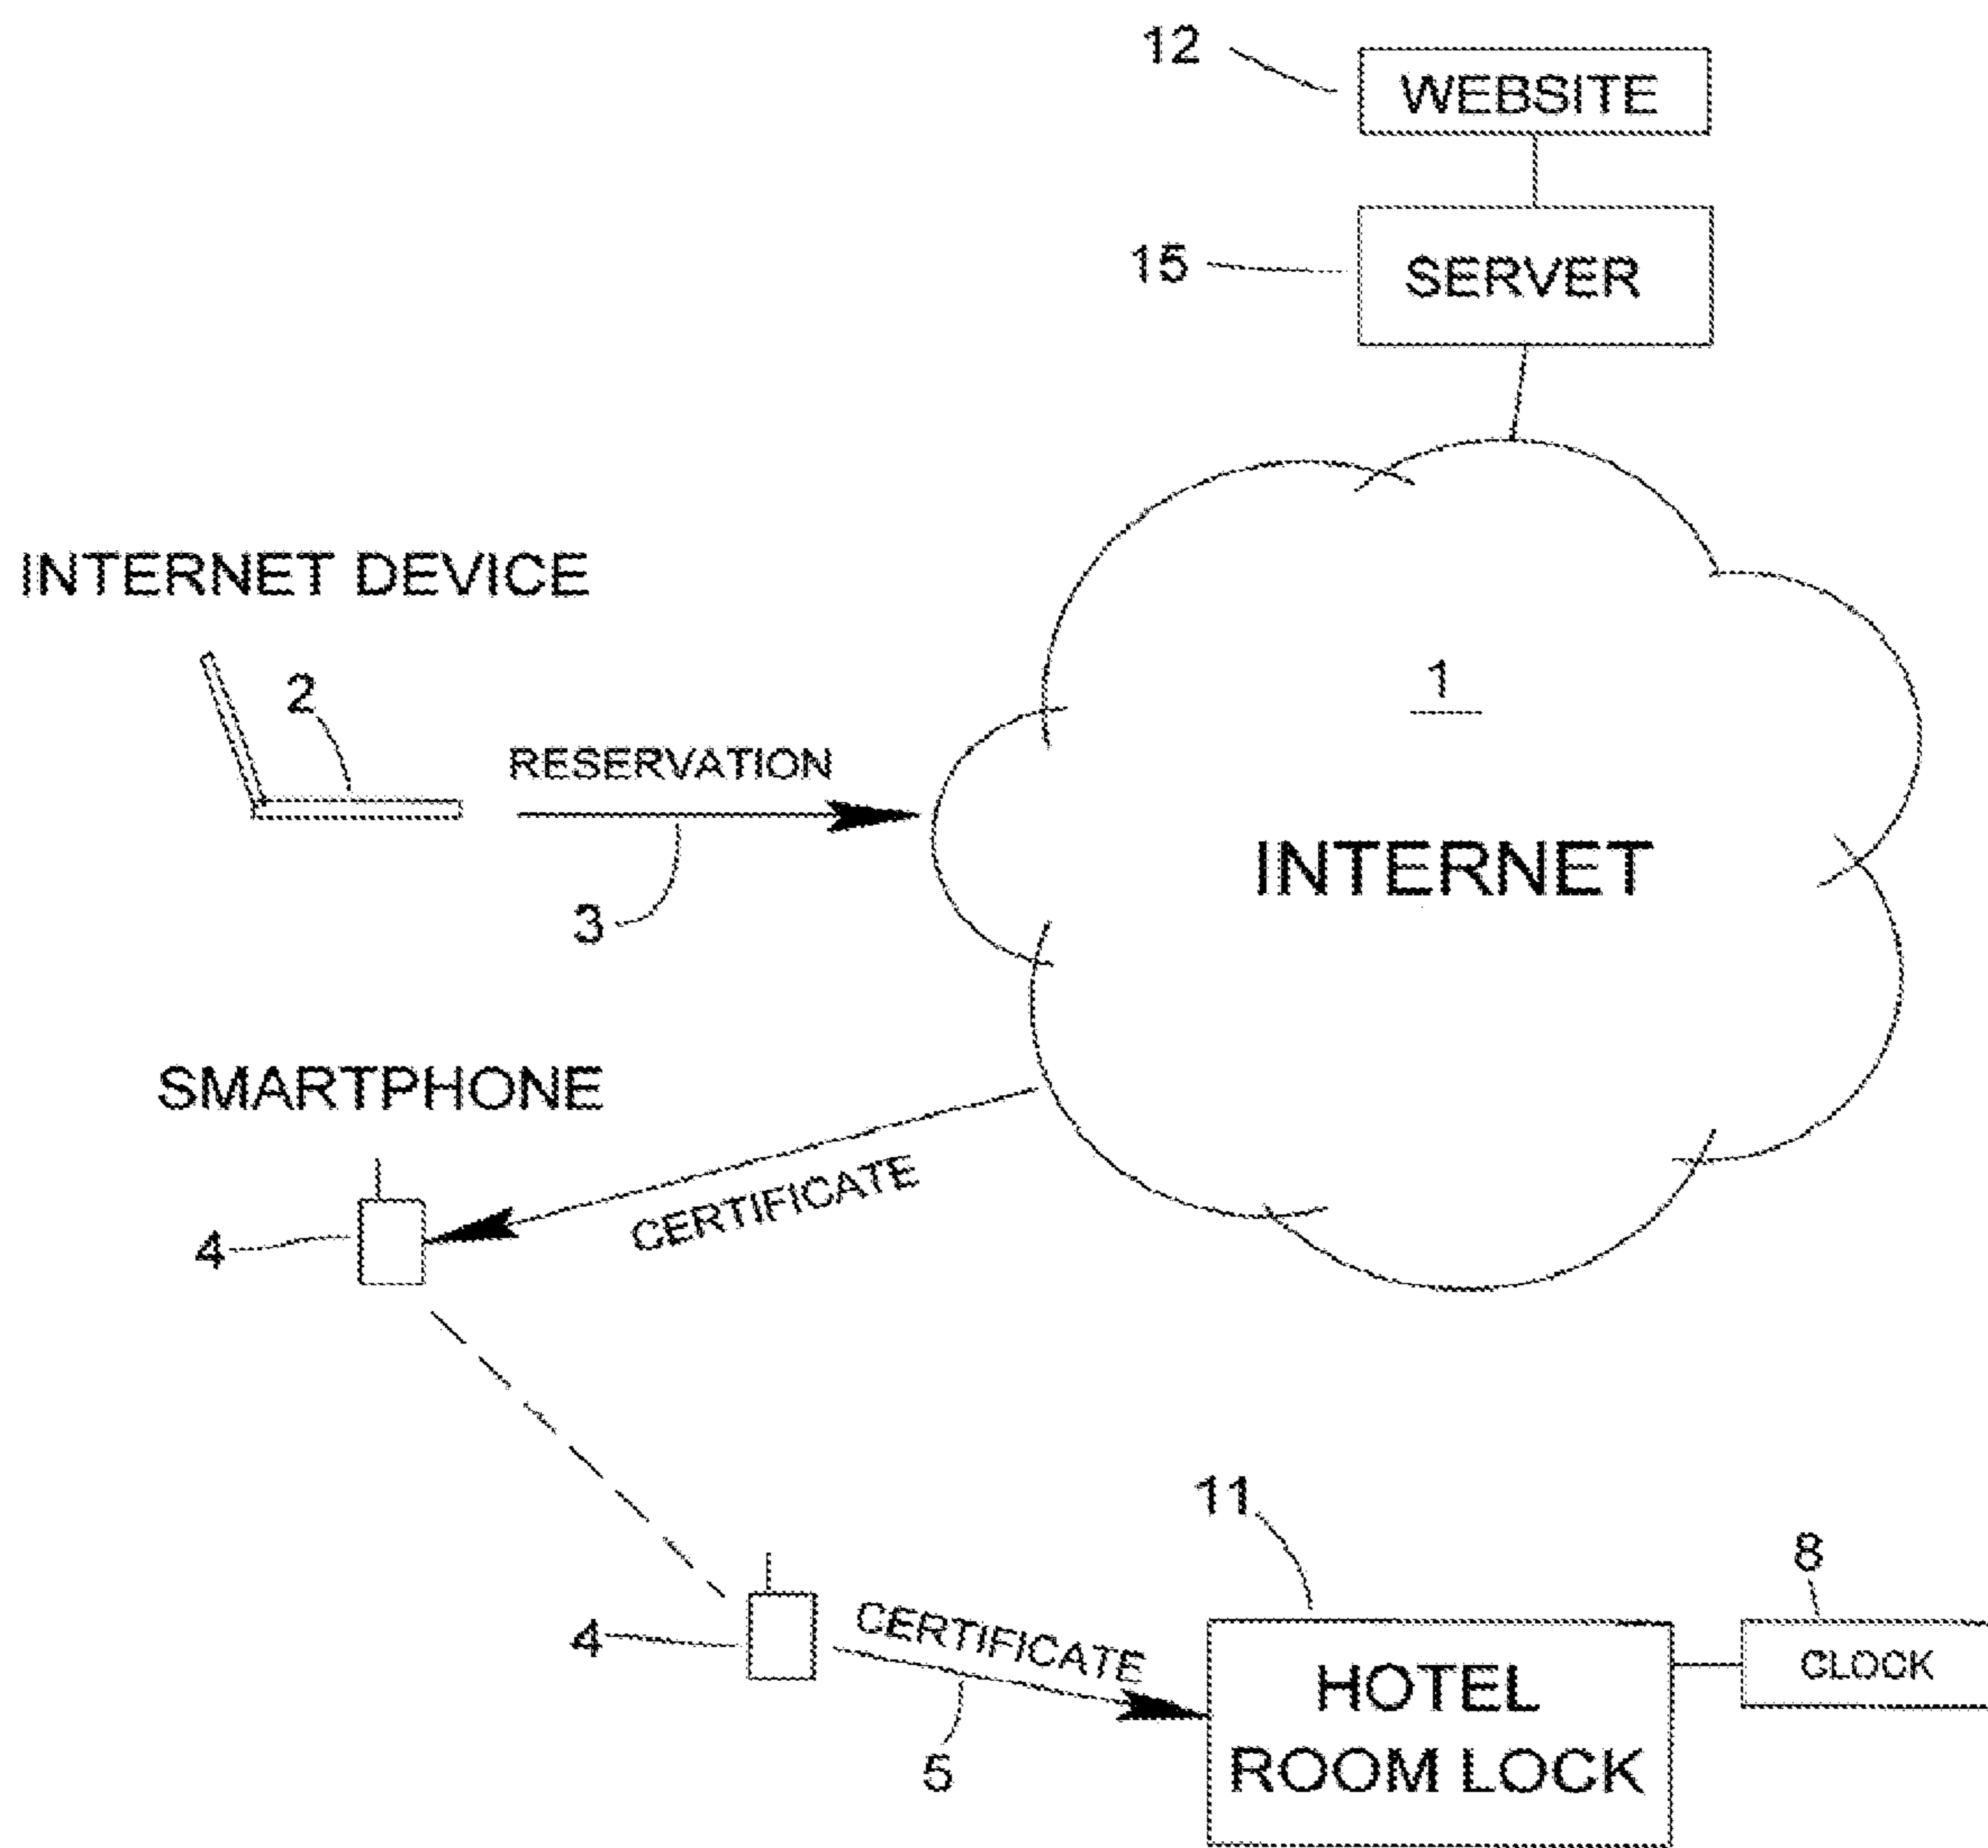 12
WEBSITE
15
SERVER
INTERNET DEVICE
2
RESERVATION
3
1
INTERNET
SMARTPHONE
4
CERTIFICATE
4
CERTIFICATE
5
11
HOTEL
ROOM LOCK
8
CLOCK